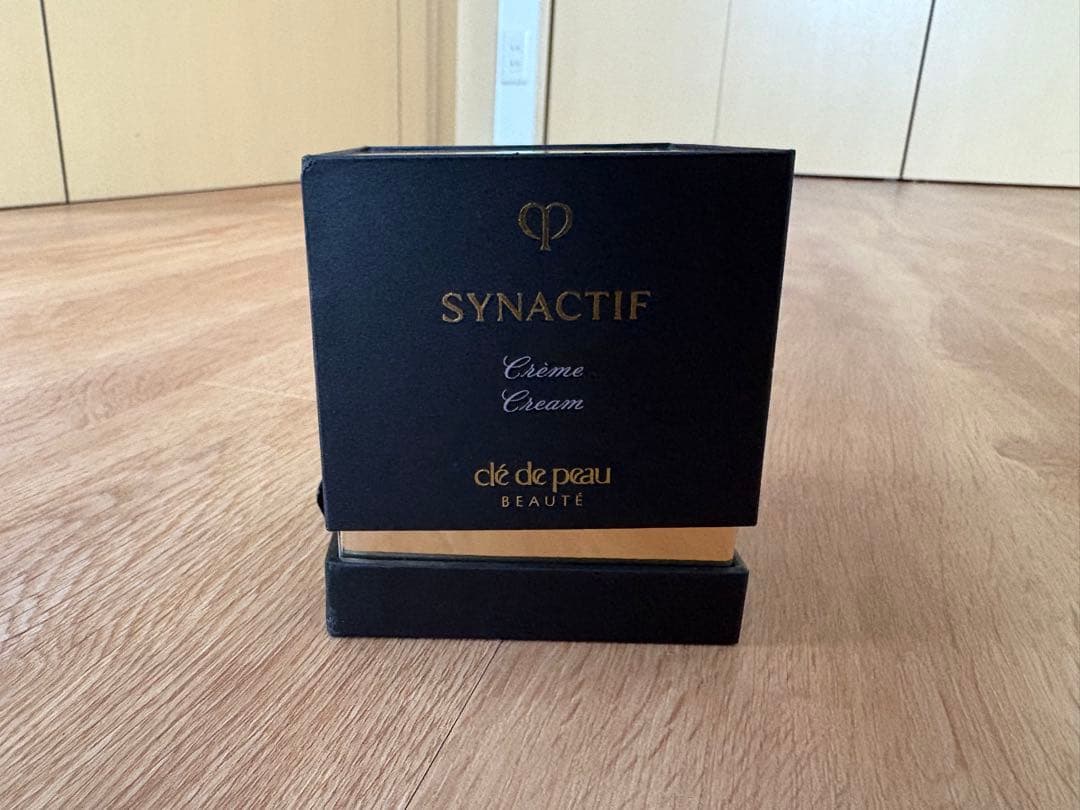 SYNACTIF
Crème
Cream
clé de peau
BEAUTÉ